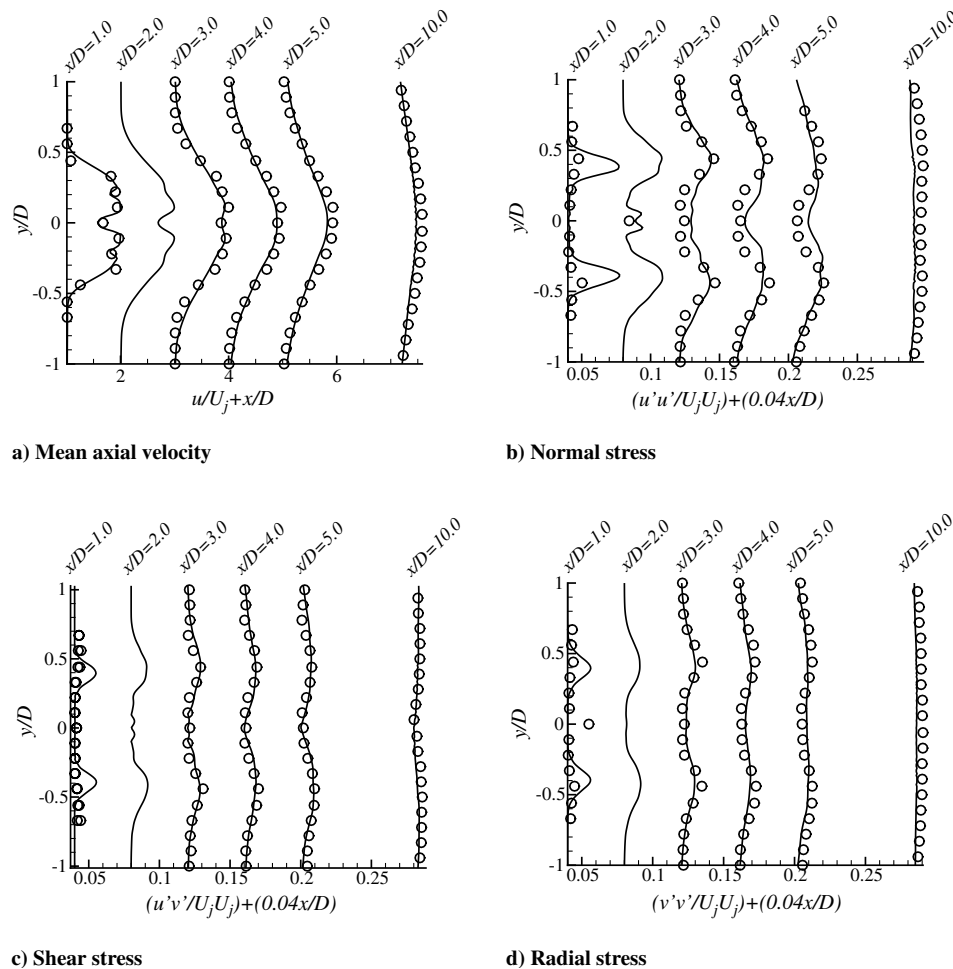 x/D=1.0 x/D=2.0 x/D=3.0 x/D=4.0 x/D=5.0 x/D=10.0
1
0.5
0
-0.5
-1
y/D
2 4 6
u/Uj+x/D
a) Mean axial velocity
x/D=1.0 x/D=2.0 x/D=3.0 x/D=4.0 x/D=5.0 x/D=10.0
1
0.5
0
-0.5
-1
y/D
0.05 0.1 0.15 0.2 0.25
(u'u'/UjUj)+(0.04x/D)
b) Normal stress
x/D=1.0 x/D=2.0 x/D=3.0 x/D=4.0 x/D=5.0 x/D=10.0
1
0.5
0
-0.5
-1
y/D
0.05 0.1 0.15 0.2 0.25
(u'v'/UjUj)+(0.04x/D)
c) Shear stress
x/D=1.0 x/D=2.0 x/D=3.0 x/D=4.0 x/D=5.0 x/D=10.0
1
0.5
0
-0.5
-1
y/D
0.05 0.1 0.15 0.2 0.25
(v'v'/UjUj)+(0.04x/D)
d) Radial stress